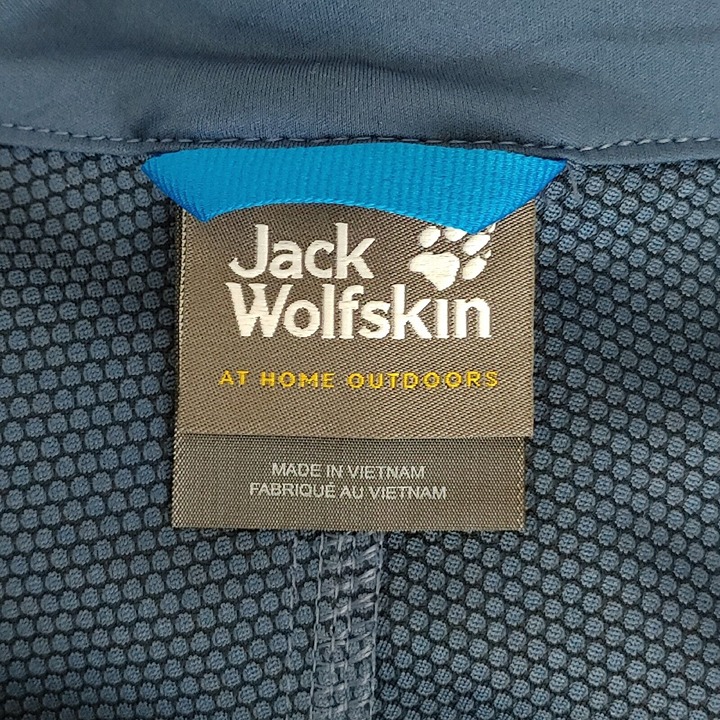 Jack
Wolfskin
AT HOME OUTDOORS
MADE IN VIETNAM
FABRIQUÉ AU VIETNAM